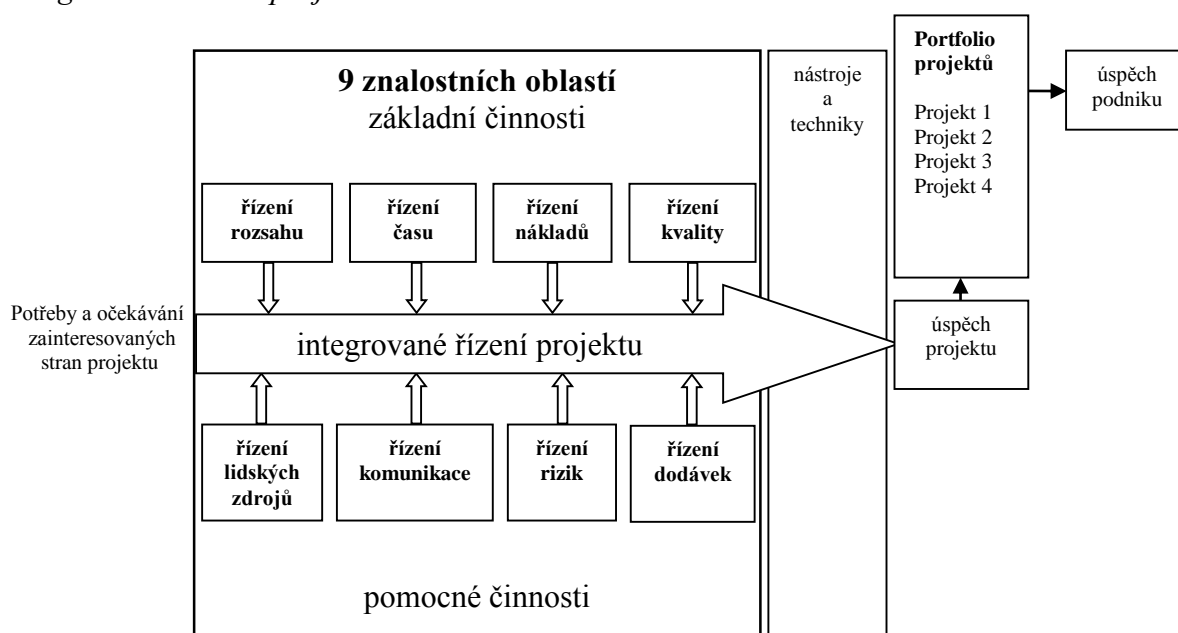 9 znalostních oblastí
základní činnosti
nástroje
a
techniky
Portfolio
projektů
Projekt 1
Projekt 2
Projekt 3
Projekt 4
úspěch
podniku
řízení
rozsahu
řízení
času
řízení
nákladů
řízení
kvality
Potřeby a očekávání
zainteresovaných
stran projektu
integrované řízení projektu
úspěch
projektu
řízení
lidských
zdrojů
řízení
komunikace
řízení
rizik
řízení
dodávek
pomocné činnosti